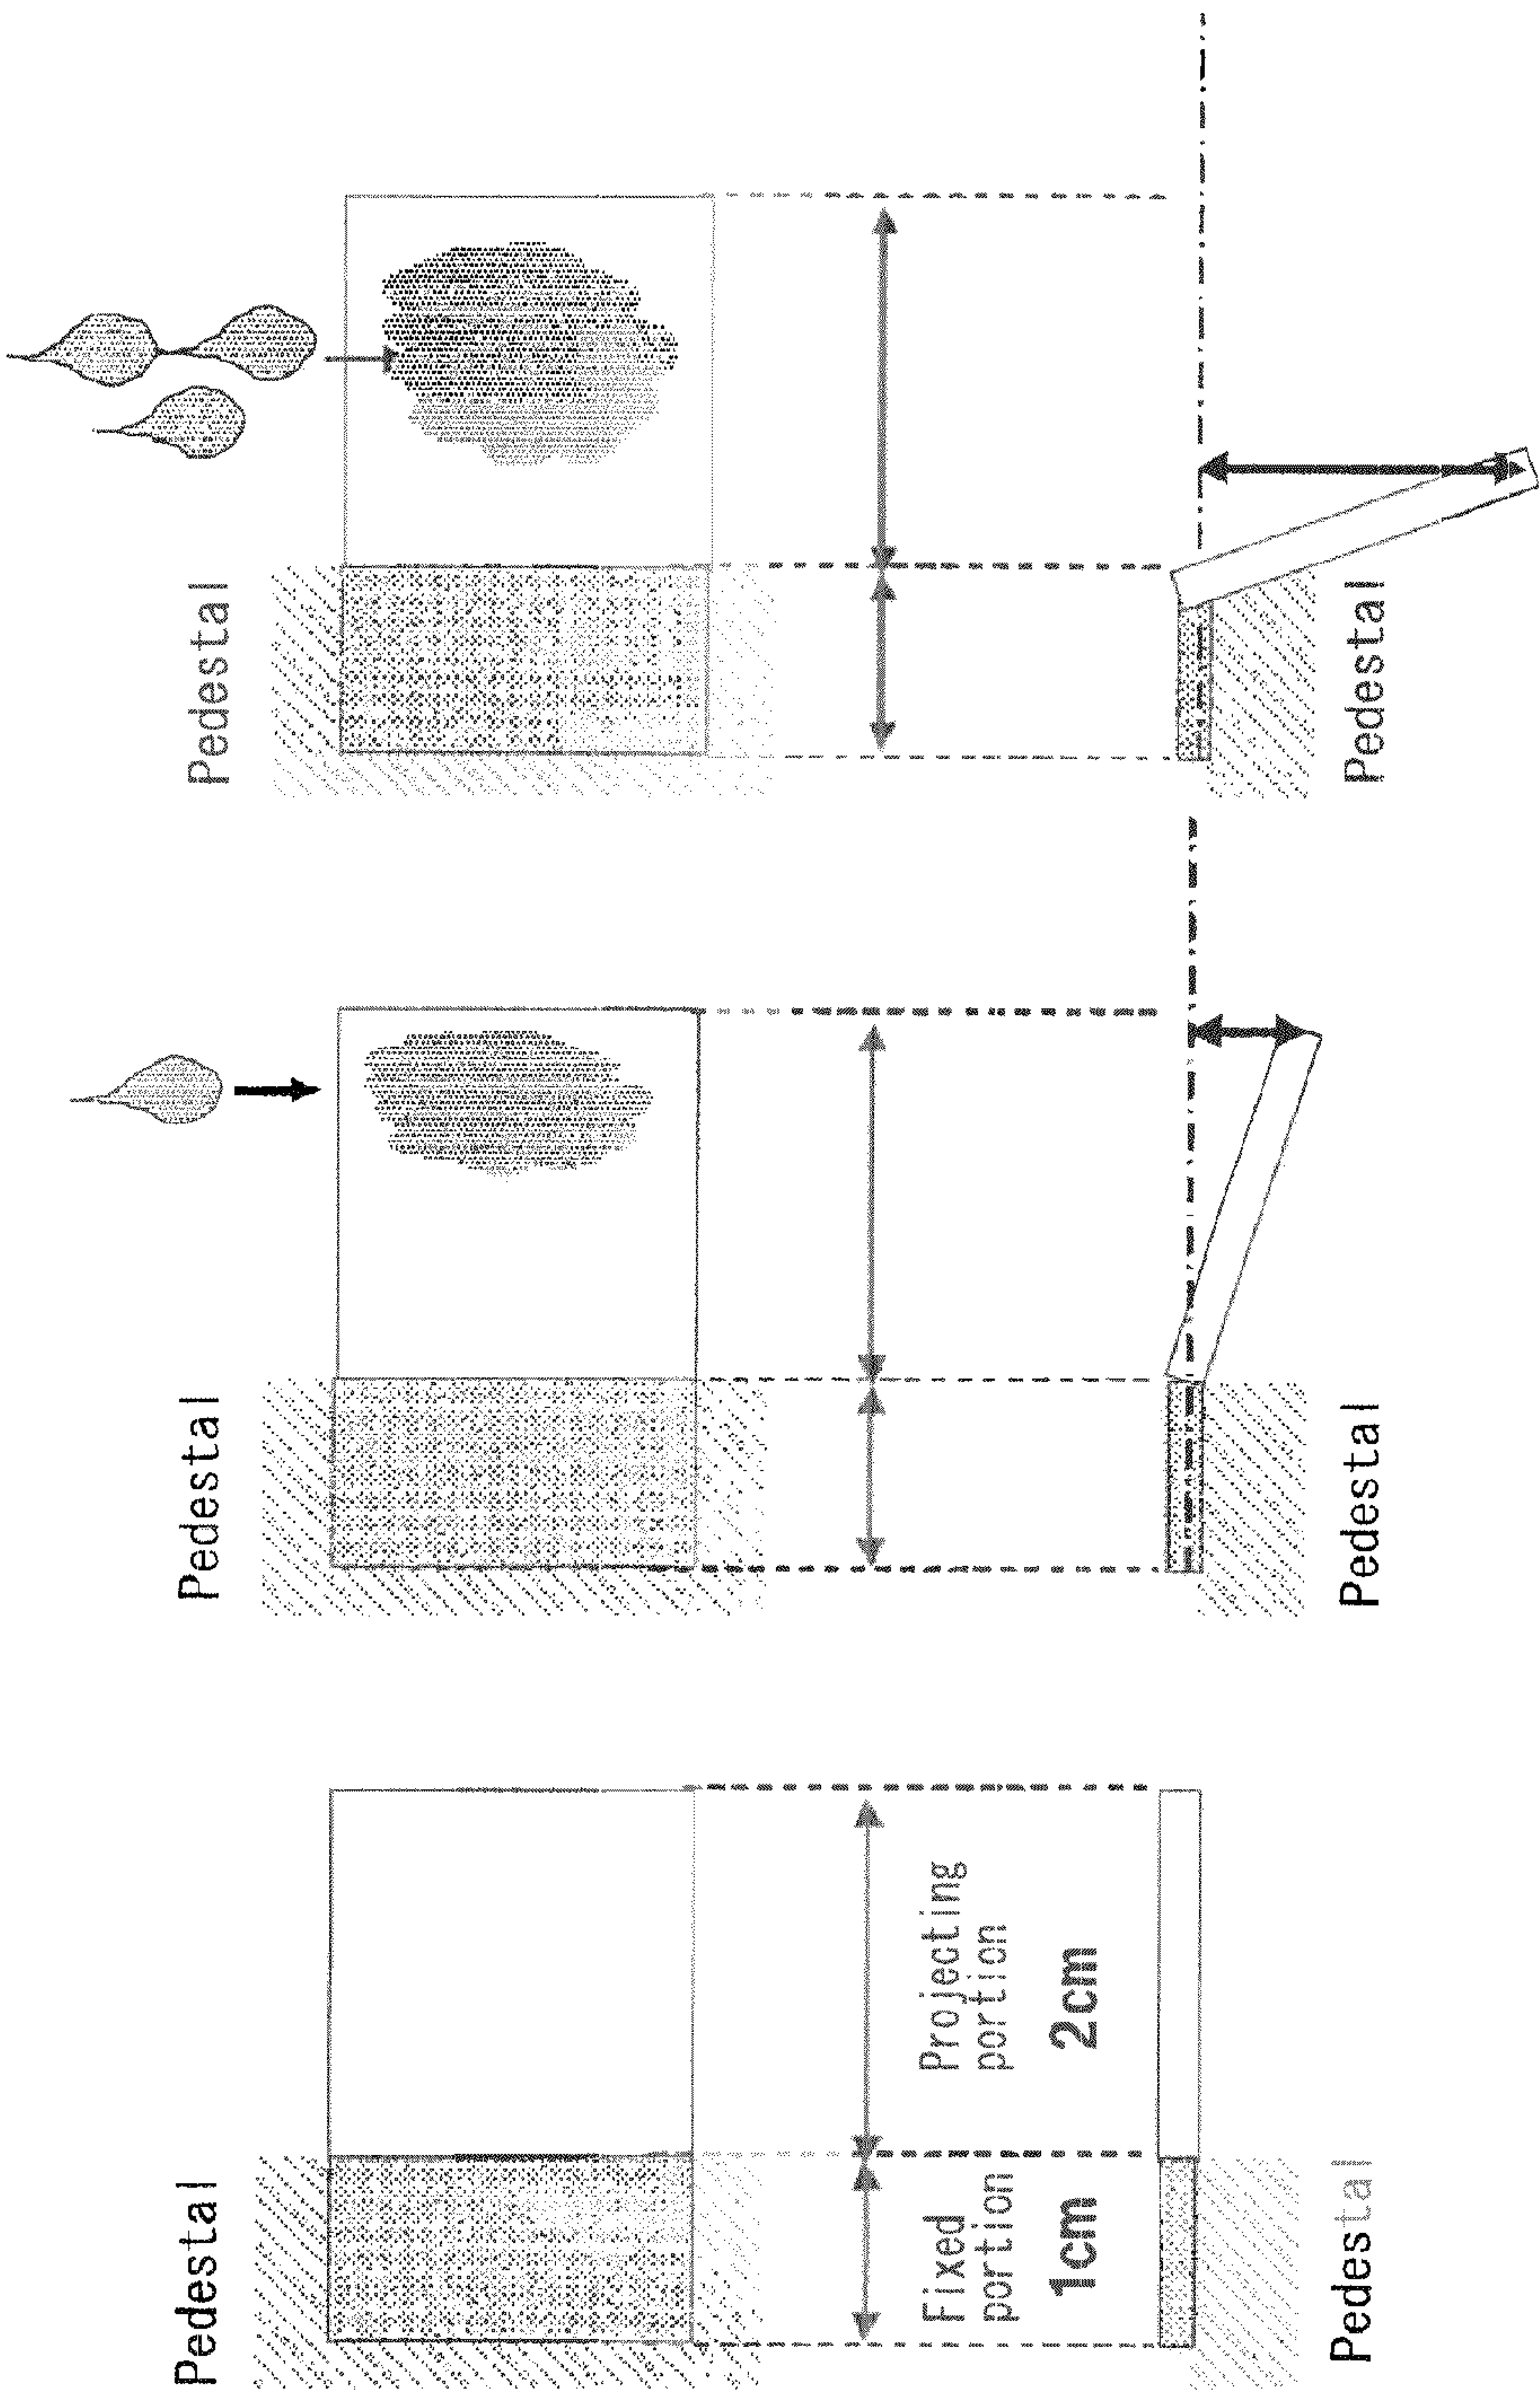 Pedestal
Pedestal
Pedestal
Fixed
portion
1cm
Projecting
portion
2cm
Pedestal
Pedestal
Pedestal